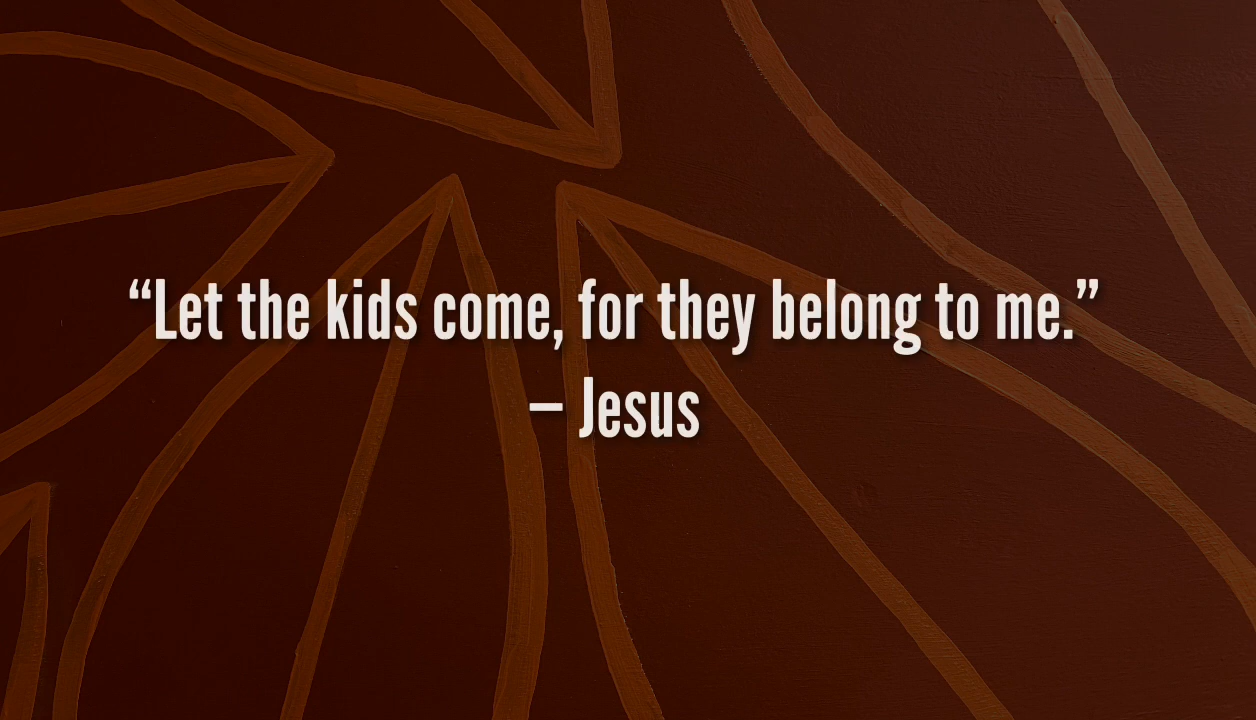 “Let the kids come, for they belong to me.”
– Jesus